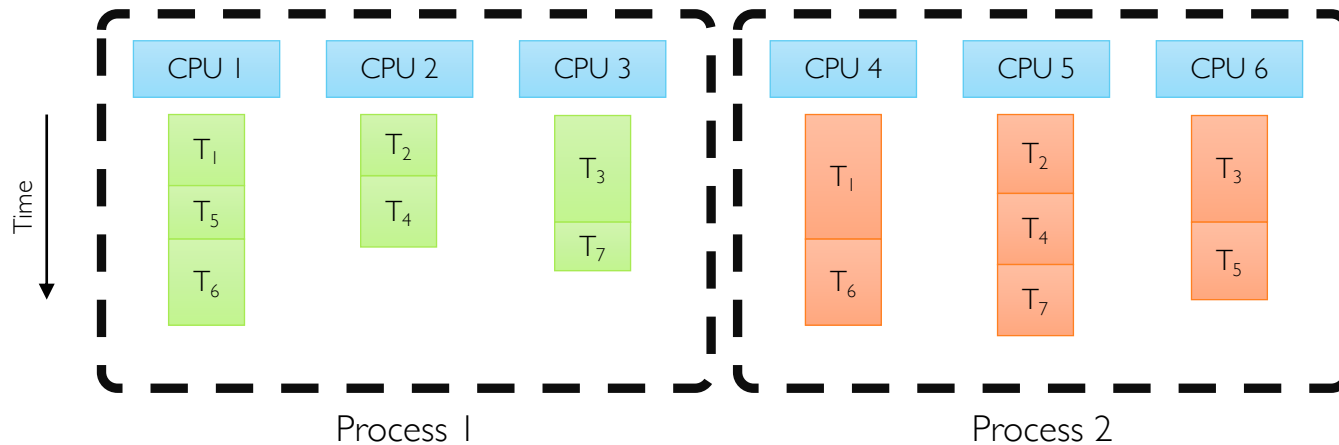 CPU 1 CPU 2 CPU 3 CPU 4 CPU 5 CPU 6
Time
T1
T5
T6
T2
T4
T3
T7
T1
T6
T2
T4
T7
T3
T5
Process 1
Process 2